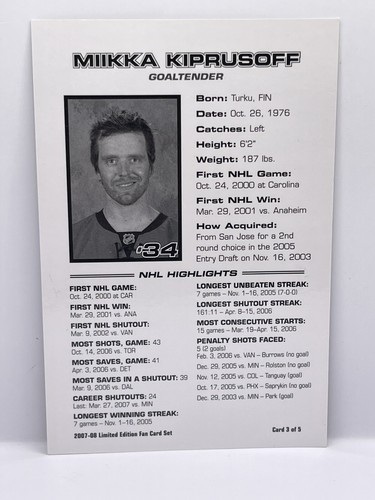 MIIKKA KIPRUSOFF
GOALTENDER
#34
Born: Turku, FIN
Date: Oct. 26, 1976
Catches: Left
Height: 6'2"
Weight: 187 lbs.
First NHL Game:
Oct. 24, 2000 at Carolina
First NHL Win:
Mar. 29, 2001 vs. Anaheim
How Acquired:
From San Jose for a 2nd
round choice in the 2005
Entry Draft on Nov. 16, 2003
NHL HIGHLIGHTS
FIRST NHL GAME:
Oct. 24, 2000 at CAR
FIRST NHL WIN:
Mar. 29, 2001 vs. ANA
FIRST NHL SHUTOUT:
Mar. 9, 2002 vs. VAN
MOST SHOTS, GAME: 43
Oct. 14, 2006 vs. TOR
MOST SAVES, GAME: 41
Apr. 3, 2006 vs. DET
MOST SAVES IN A SHUTOUT: 39
Mar. 9, 2006 vs. DAL
CAREER SHUTOUTS: 24
Last: Mar. 27, 2007 vs. MIN
LONGEST WINNING STREAK:
7 games – Nov. 1-16, 2005
LONGEST UNBEATEN STREAK:
7 games – Nov. 1-16, 2005 (7-0-0)
LONGEST SHUTOUT STREAK:
161:11 – Apr. 8-15, 2006
MOST CONSECUTIVE STARTS:
15 games – Mar. 19-Apr. 15, 2006
PENALTY SHOTS FACED:
5 (2 goals)
Feb. 3, 2006 vs. VAN – Burrows (no goal)
Dec. 29, 2005 vs. MIN – Rolston (no goal)
Nov. 12, 2005 vs. COL – Tanguay (goal)
Oct. 17, 2005 vs. PHX – Saprykin (no goal)
Dec. 29, 2003 vs. MIN – Park (goal)
2007-08 Limited Edition Fan Card Set
Card 3 of 5